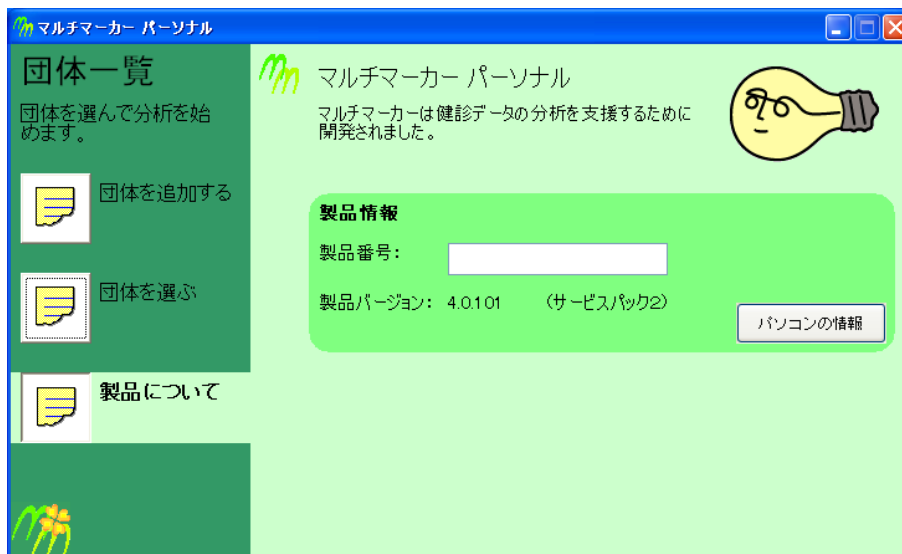 マルチマーカー パーソナル
団体一覧
団体を選んで分析を始
めます。
団体を追加する
団体を選ぶ
製品について
マルチマーカー パーソナル
マルチマーカーは健診データの分析を支援するために
開発されました。
製品情報
製品番号:
製品バージョン: 4.0.101 (サービスパック2)
パソコンの情報